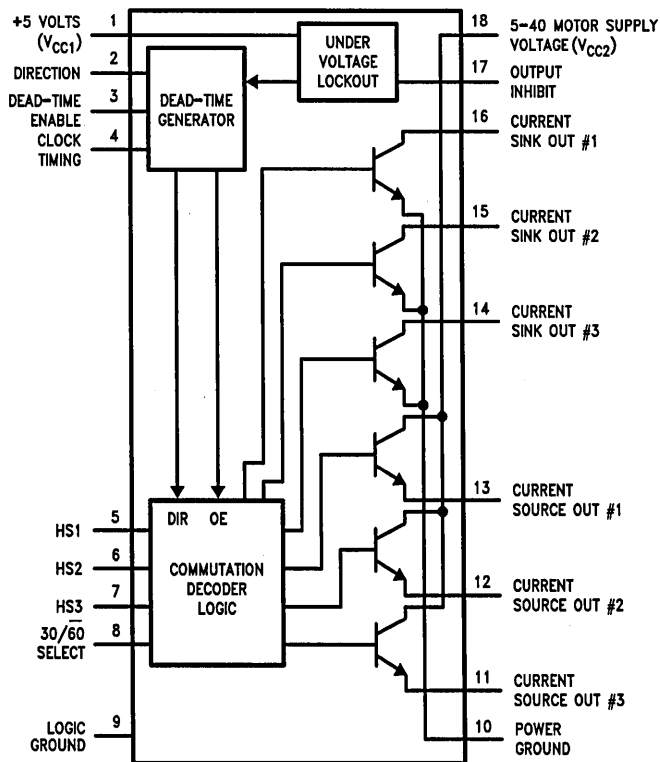 +5 VOLTS
(VCC1)
1
DIRECTION
2
DEAD-TIME
ENABLE
3
CLOCK
TIMING
4
DEAD-TIME
GENERATOR
UNDER
VOLTAGE
LOCKOUT
18
5-40 MOTOR SUPPLY
VOLTAGE (VCC2)
17
OUTPUT
INHIBIT
16
CURRENT
SINK OUT #1
15
CURRENT
SINK OUT #2
14
CURRENT
SINK OUT #3
13
CURRENT
SOURCE OUT #1
12
CURRENT
SOURCE OUT #2
11
CURRENT
SOURCE OUT #3
10
POWER
GROUND
DIR OE
COMMUTATION
DECODER
LOGIC
HS1
5
HS2
6
HS3
7
30/6̅0̅
SELECT
8
LOGIC
GROUND
9